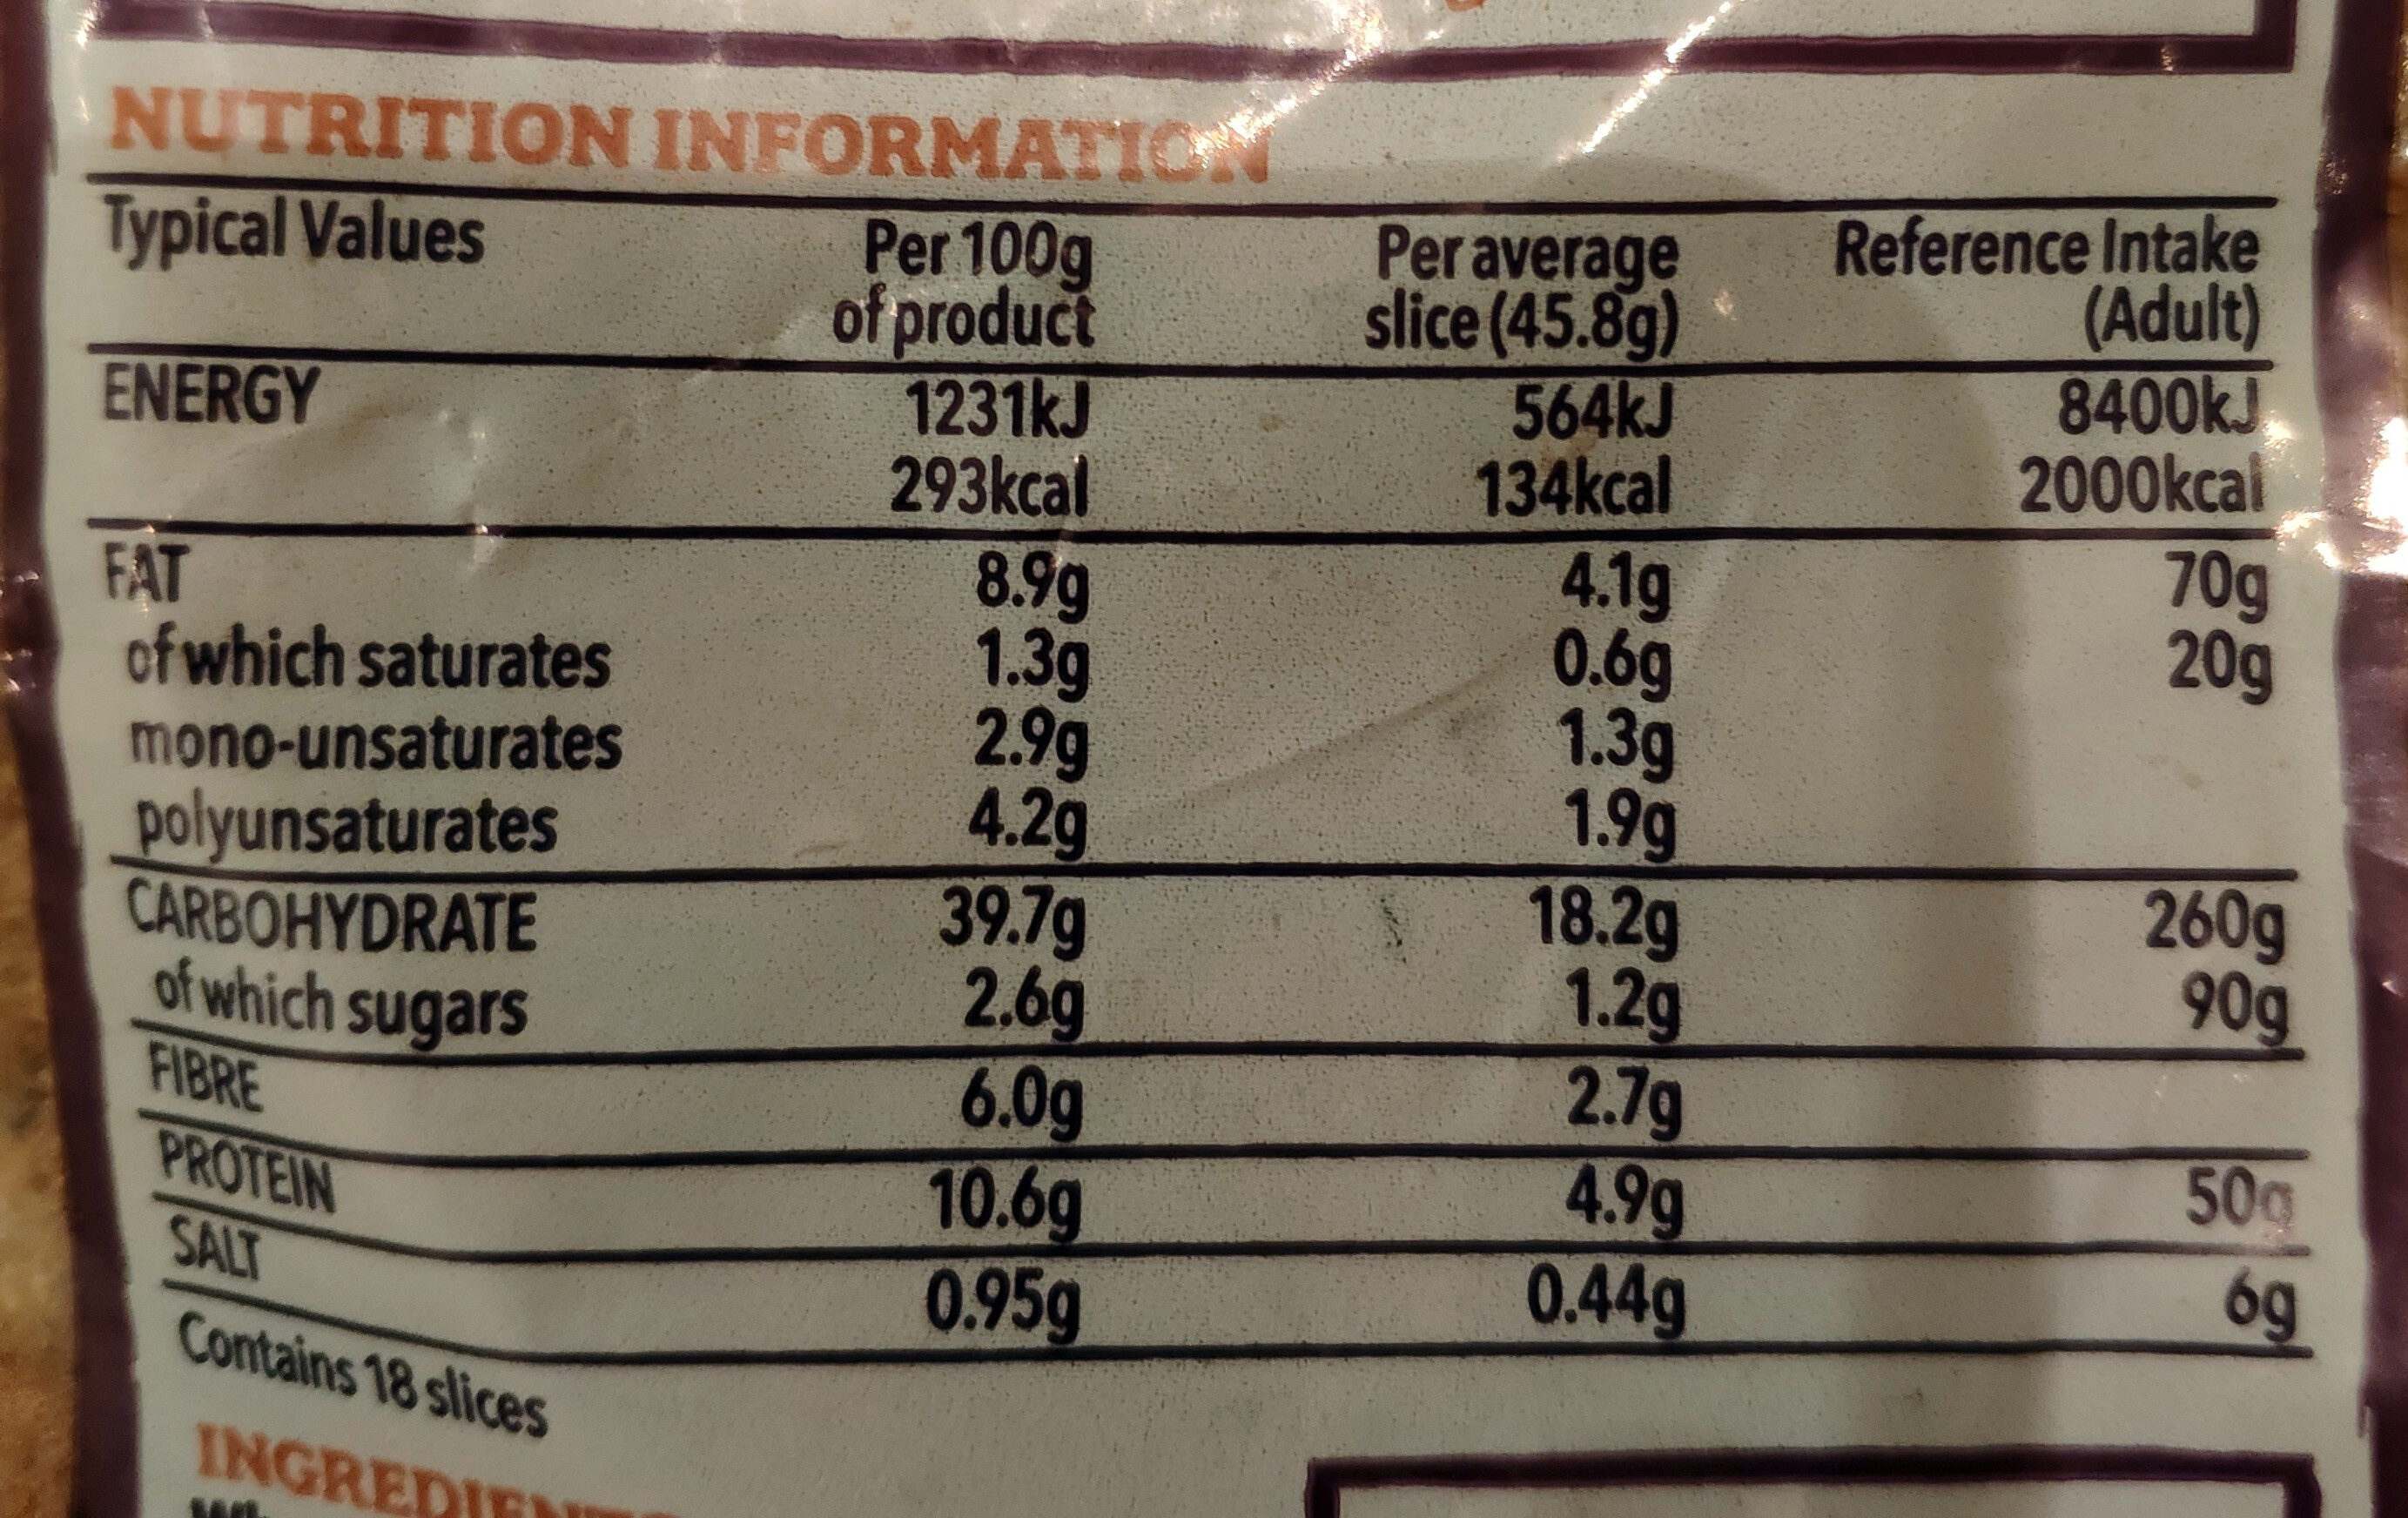 NUTRITION INFORMATION
Typical Values Per 100g of product Per average slice (45.8g) Reference Intake (Adult)
ENERGY 1231kJ 564kJ 8400kJ
293kcal 134kcal 2000kcal
FAT 8.9g 4.1g 70g
of which saturates 1.3g 0.6g 20g
mono-unsaturates 2.9g 1.3g
polyunsaturates 4.2g 1.9g
CARBOHYDRATE 39.7g 18.2g 260g
of which sugars 2.6g 1.2g 90g
FIBRE 6.0g 2.7g
PROTEIN 10.6g 4.9g 50g
SALT 0.95g 0.44g 6g
Contains 18 slices